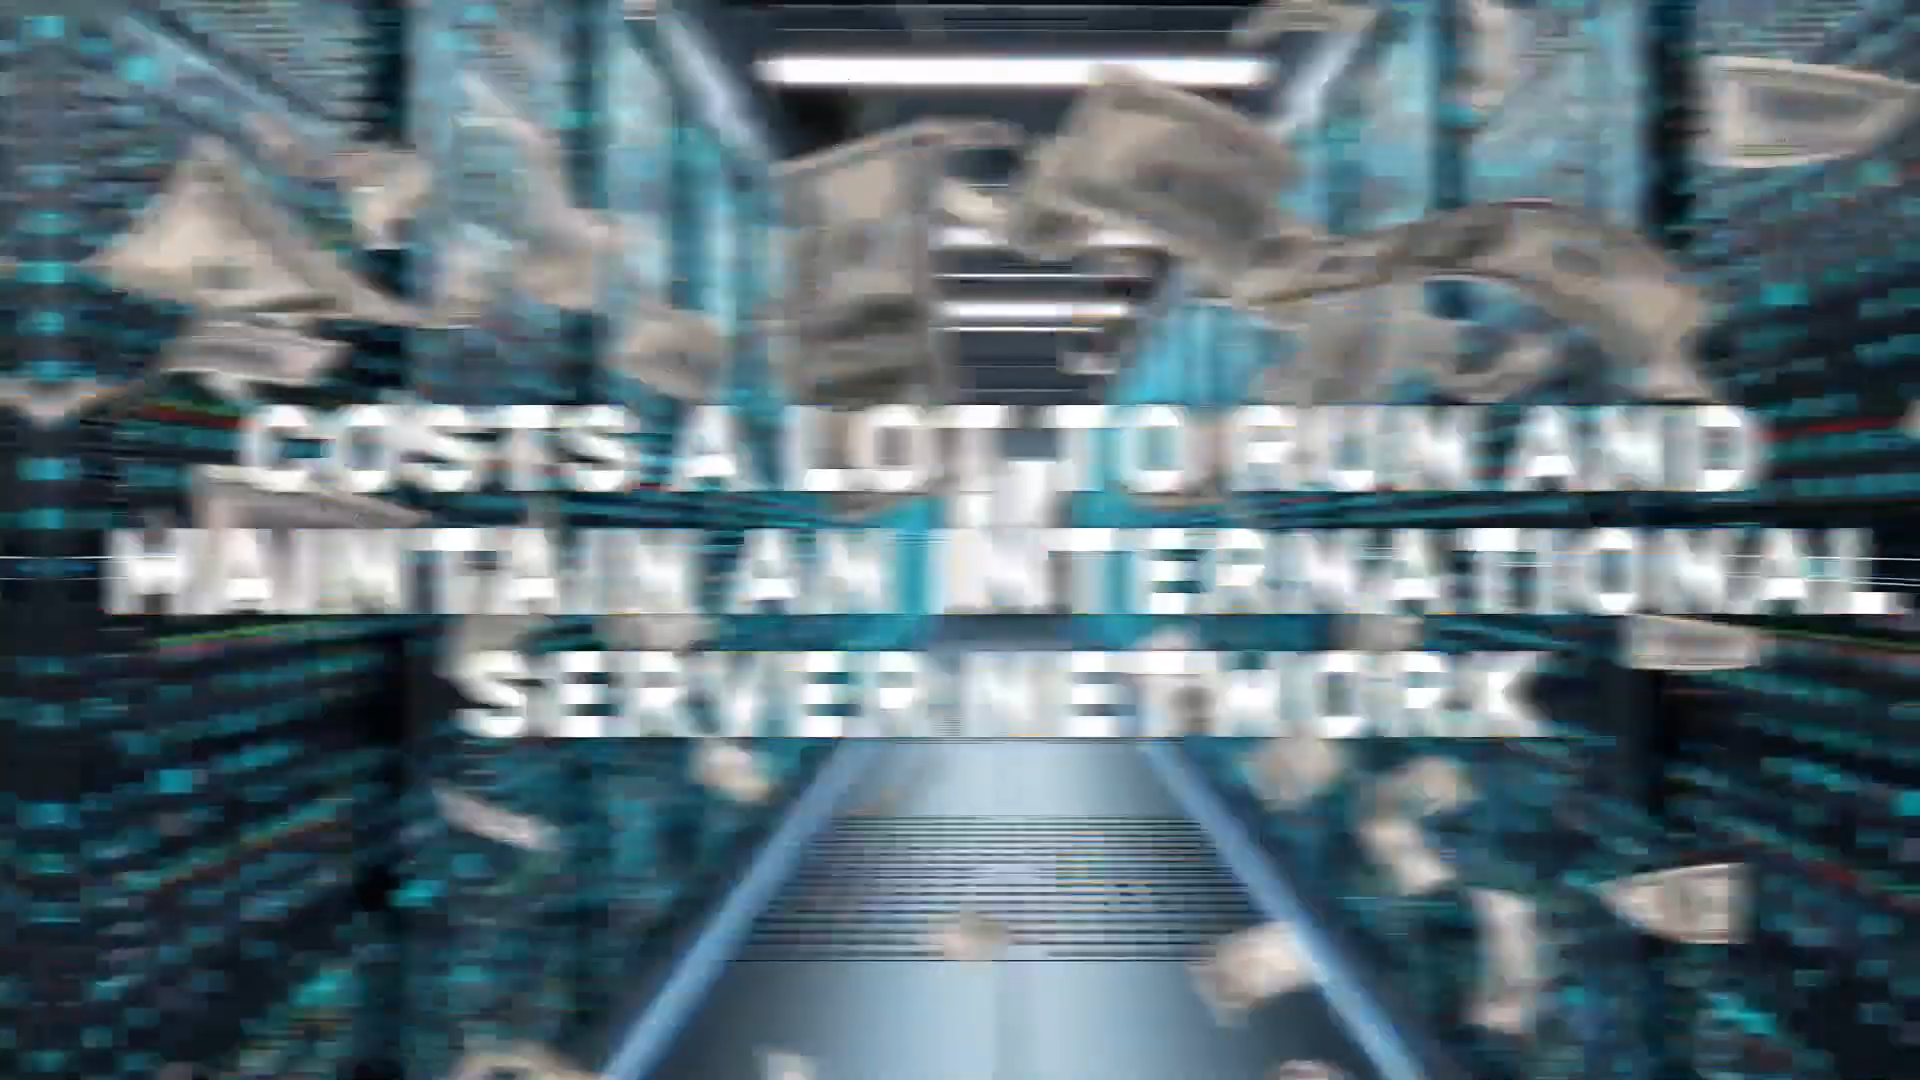 COSTS A LOT TO RUN AND
MAINTAIN AN INTERNATIONAL
SERVER NETWORK